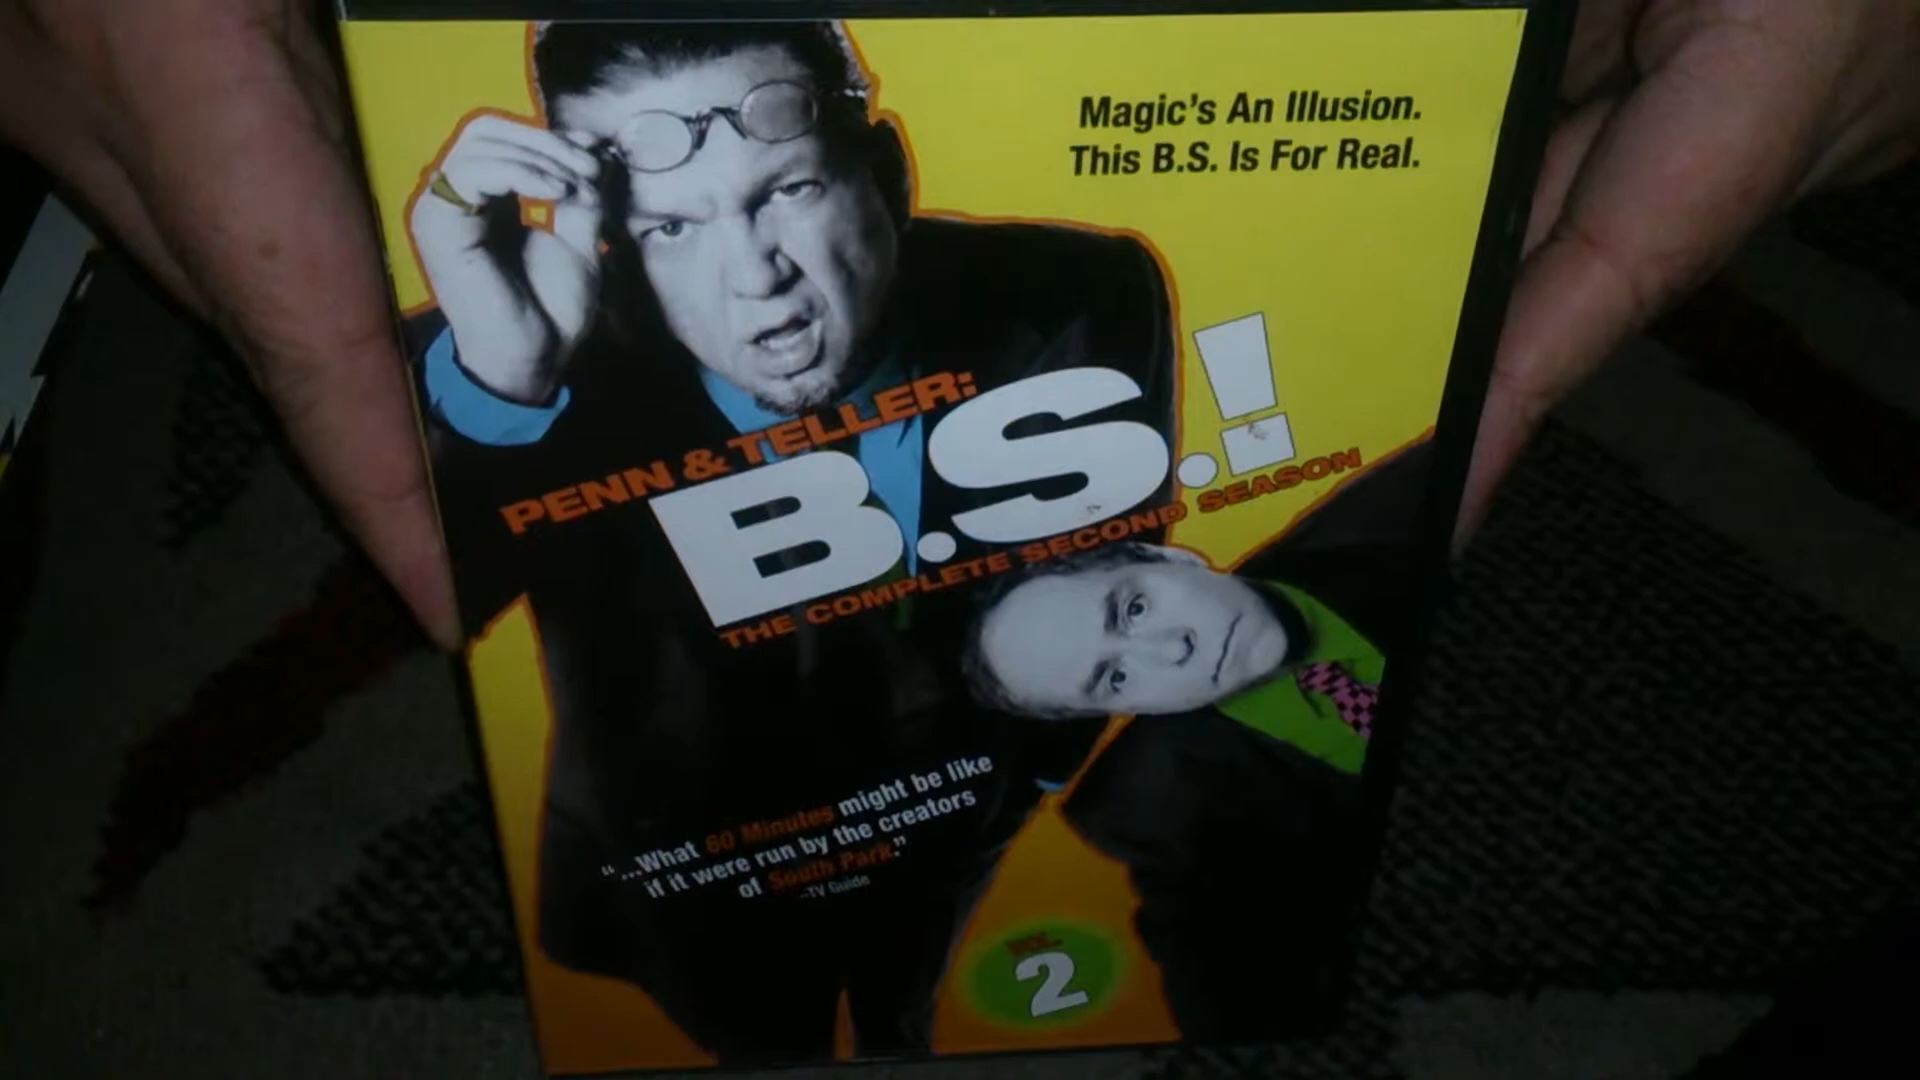 Magic's An Illusion.
This B.S. Is For Real.
PENN & TELLER:
B.S.!
THE COMPLETE SECOND SEASON
"...What 60 Minutes might be like
if it were run by the creators
of South Park."
–TV Guide
2